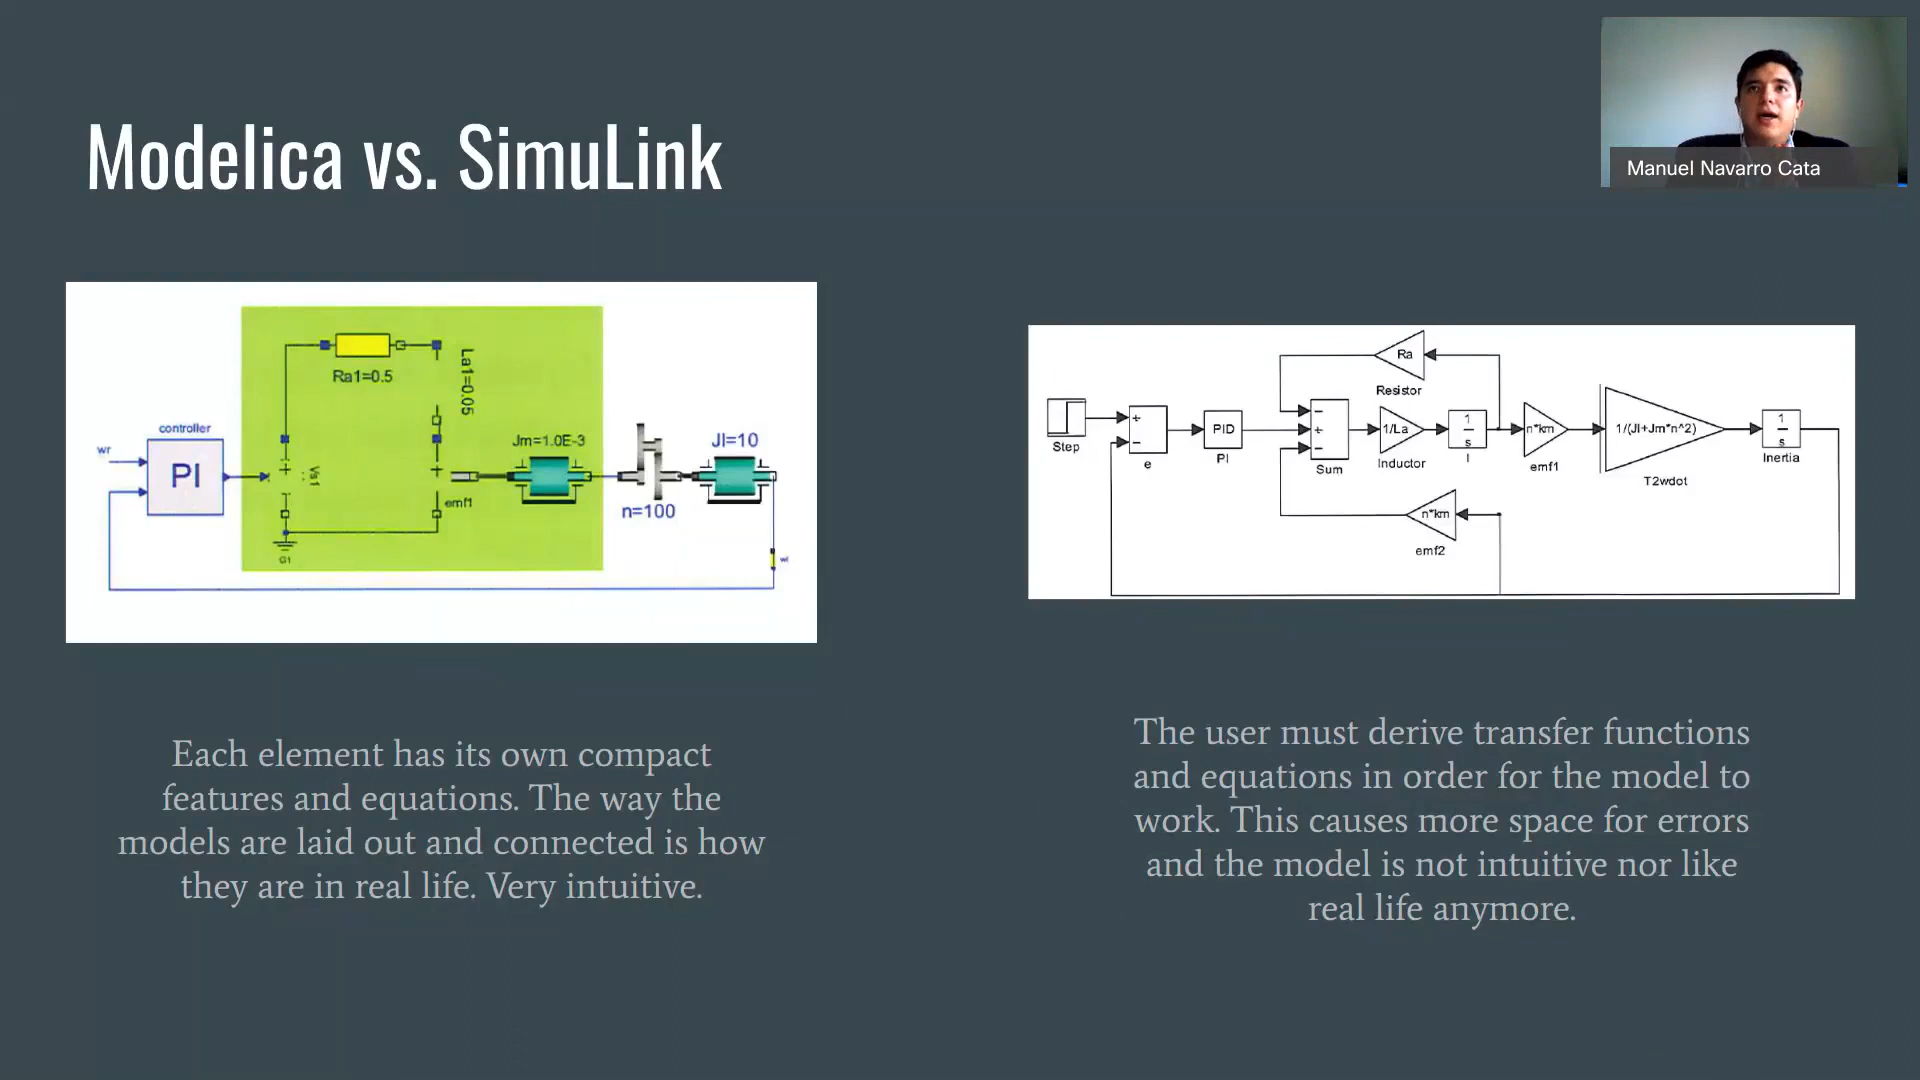 Manuel Navarro Cata
Modelica vs. SimuLink
Ra1=0.5
La1=0.05
controller
wr
PI
Vs1
Jm=1.0E-3
Jl=10
emf1
n=100
G1
wl
Each element has its own compact
features and equations. The way the
models are laid out and connected is how
they are in real life. Very intuitive.
Ra
Resistor
Step
e
PID
PI
Sum
1/La
Inductor
1
s
I
n*km
emf1
1/(Jl+Jm*n^2)
T2wdot
1
s
Inertia
n*km
emf2
The user must derive transfer functions
and equations in order for the model to
work. This causes more space for errors
and the model is not intuitive nor like
real life anymore.